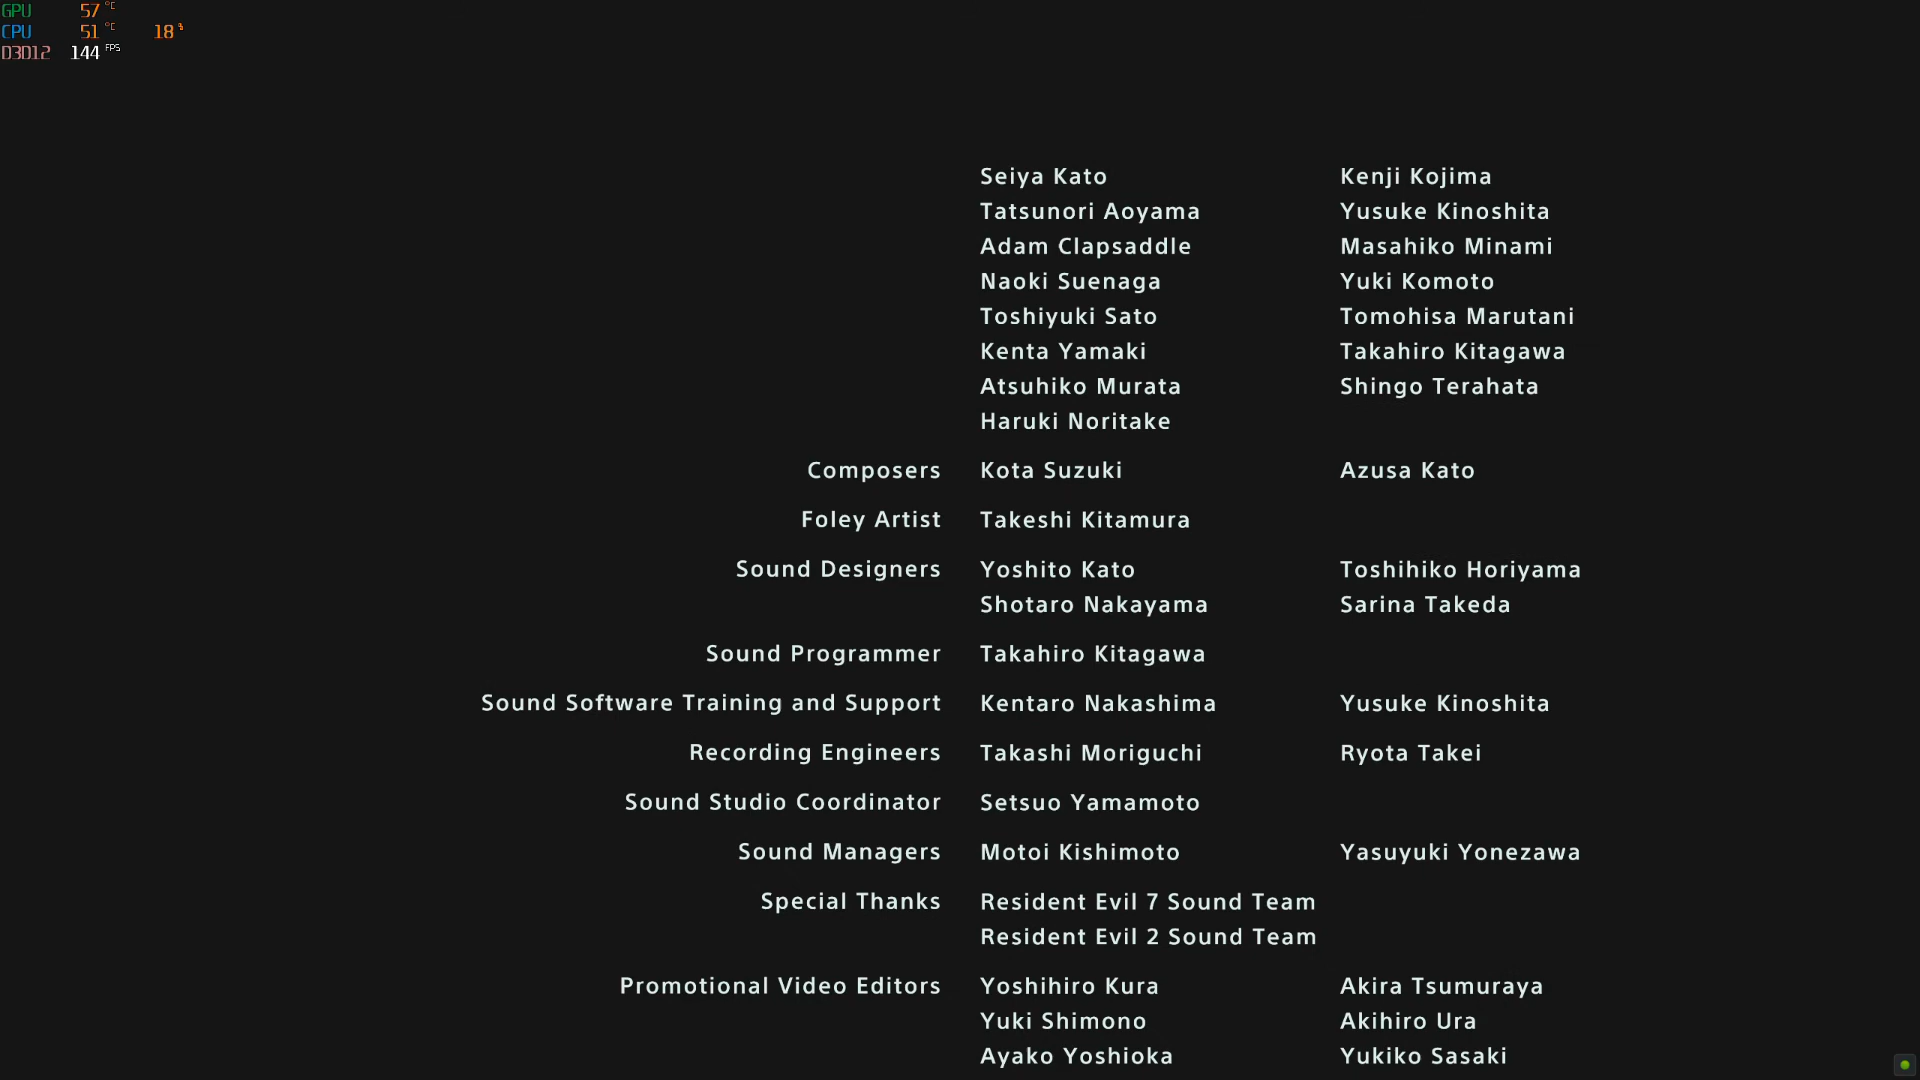 GPU 57 °C
CPU 51 °C 18 %
D3D12 144 FPS
Seiya Kato Kenji Kojima
Tatsunori Aoyama Yusuke Kinoshita
Adam Clapsaddle Masahiko Minami
Naoki Suenaga Yuki Komoto
Toshiyuki Sato Tomohisa Marutani
Kenta Yamaki Takahiro Kitagawa
Atsuhiko Murata Shingo Terahata
Haruki Noritake
Composers Kota Suzuki Azusa Kato
Foley Artist Takeshi Kitamura
Sound Designers Yoshito Kato Toshihiko Horiyama
Shotaro Nakayama Sarina Takeda
Sound Programmer Takahiro Kitagawa
Sound Software Training and Support Kentaro Nakashima Yusuke Kinoshita
Recording Engineers Takashi Moriguchi Ryota Takei
Sound Studio Coordinator Setsuo Yamamoto
Sound Managers Motoi Kishimoto Yasuyuki Yonezawa
Special Thanks Resident Evil 7 Sound Team
Resident Evil 2 Sound Team
Promotional Video Editors Yoshihiro Kura Akira Tsumuraya
Yuki Shimono Akihiro Ura
Ayako Yoshioka Yukiko Sasaki